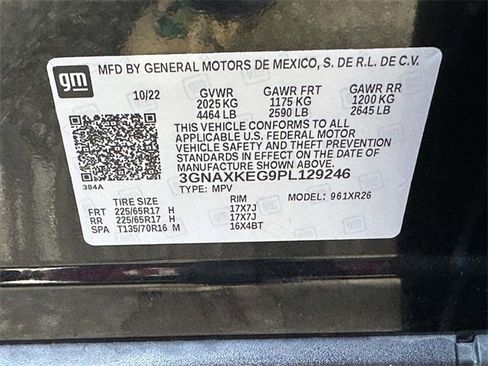 gm
MFD BY GENERAL MOTORS DE MEXICO, S. DE R.L. DE C.V.
10/22 GVWR GAWR FRT GAWR RR
2025 KG 1175 KG 1200 KG
4464 LB 2590 LB 2645 LB
THIS VEHICLE CONFORMS TO ALL
APPLICABLE U.S. FEDERAL MOTOR
VEHICLE SAFETY AND THEFT PREVENTION
STANDARDS IN EFFECT ON THE DATE OF
MANUFACTURE SHOWN ABOVE.
3GNAXKEG9PL129246
384A TYPE: MPV MODEL: 961XR26
TIRE SIZE RIM
FRT 225/65R17 H 17X7J
RR 225/65R17 H 17X7J
SPA T135/70R16 M 16X4BT